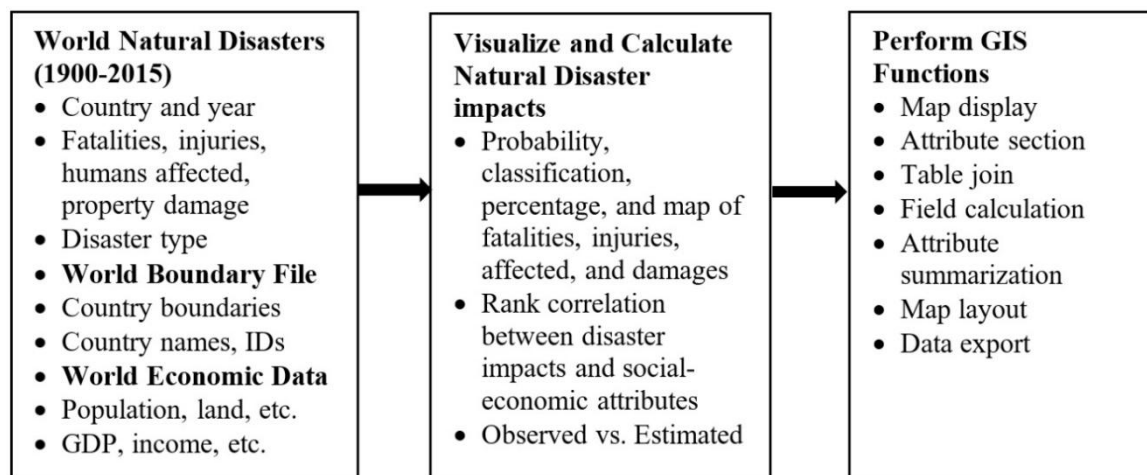 World Natural Disasters
(1900-2015)
• Country and year
• Fatalities, injuries,
humans affected,
property damage
• Disaster type
• World Boundary File
• Country boundaries
• Country names, IDs
• World Economic Data
• Population, land, etc.
• GDP, income, etc.
Visualize and Calculate
Natural Disaster
impacts
• Probability,
classification,
percentage, and map of
fatalities, injuries,
affected, and damages
• Rank correlation
between disaster
impacts and social-
economic attributes
• Observed vs. Estimated
Perform GIS
Functions
• Map display
• Attribute section
• Table join
• Field calculation
• Attribute
summarization
• Map layout
• Data export